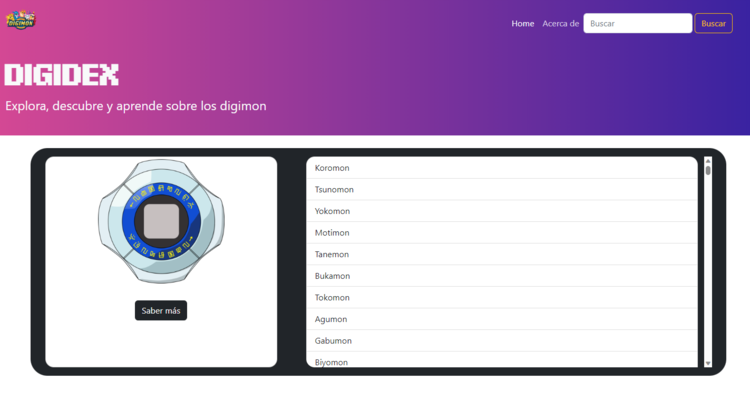 DIGIMON
Home Acerca de Buscar Buscar
DIGIDEX
Explora, descubre y aprende sobre los digimon
Saber más
Koromon
Tsunomon
Yokomon
Motimon
Tanemon
Bukamon
Tokomon
Agumon
Gabumon
Biyomon